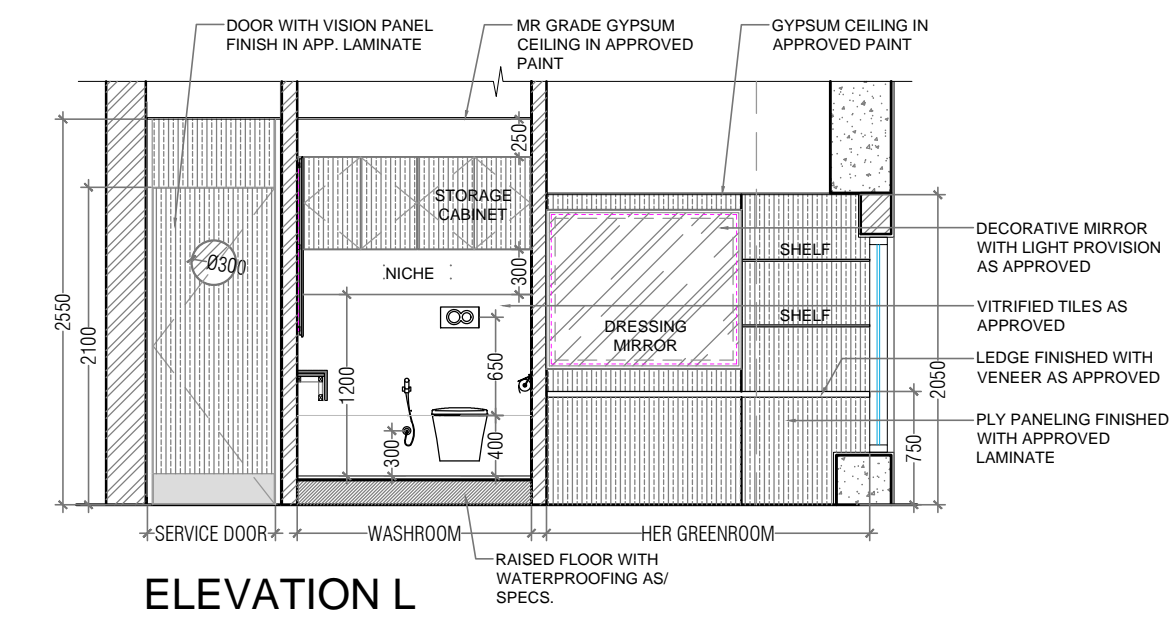 DOOR WITH VISION PANEL
FINISH IN APP. LAMINATE
MR GRADE GYPSUM
CEILING IN APPROVED
PAINT
GYPSUM CEILING IN
APPROVED PAINT
250
STORAGE
CABINET
DECORATIVE MIRROR
WITH LIGHT PROVISION
AS APPROVED
SHELF
Ø300
NICHE
300
VITRIFIED TILES AS
APPROVED
SHELF
2550
2100
DRESSING
MIRROR
LEDGE FINISHED WITH
VENEER AS APPROVED
1200
650
2050
PLY PANELING FINISHED
WITH APPROVED
LAMINATE
300
400
750
SERVICE DOOR
WASHROOM
HER GREENROOM
RAISED FLOOR WITH
WATERPROOFING AS/
SPECS.
ELEVATION L